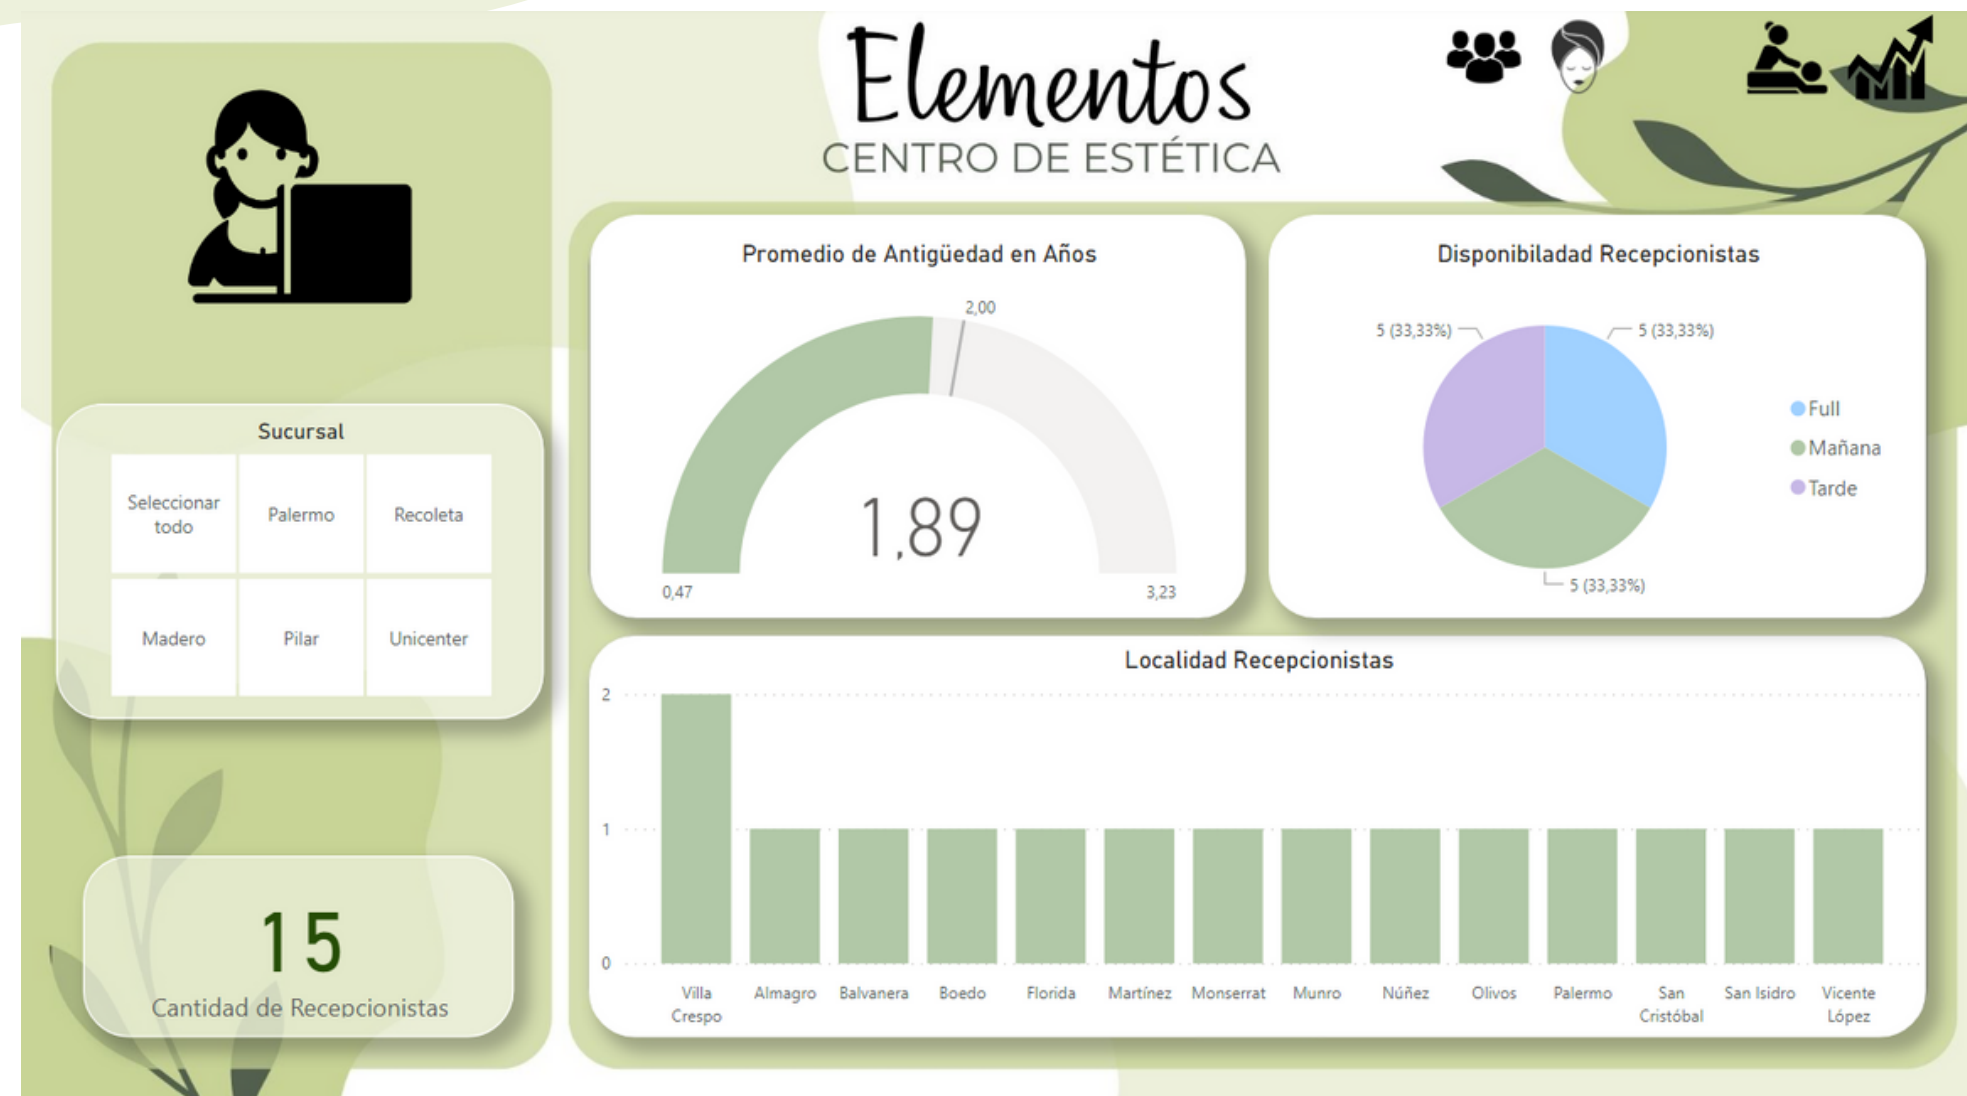 Elementos
CENTRO DE ESTÉTICA
Sucursal
Seleccionar
todo
Palermo
Recoleta
Madero
Pilar
Unicenter
15
Cantidad de Recepcionistas
Promedio de Antigüedad en Años
2,00
1,89
0,47
3,23
Disponibiladad Recepcionistas
5 (33,33%)
5 (33,33%)
5 (33,33%)
Full
Mañana
Tarde
Localidad Recepcionistas
2
1
0
Villa
Crespo
Almagro
Balvanera
Boedo
Florida
Martínez
Monserrat
Munro
Núñez
Olivos
Palermo
San
Cristóbal
San Isidro
Vicente
López